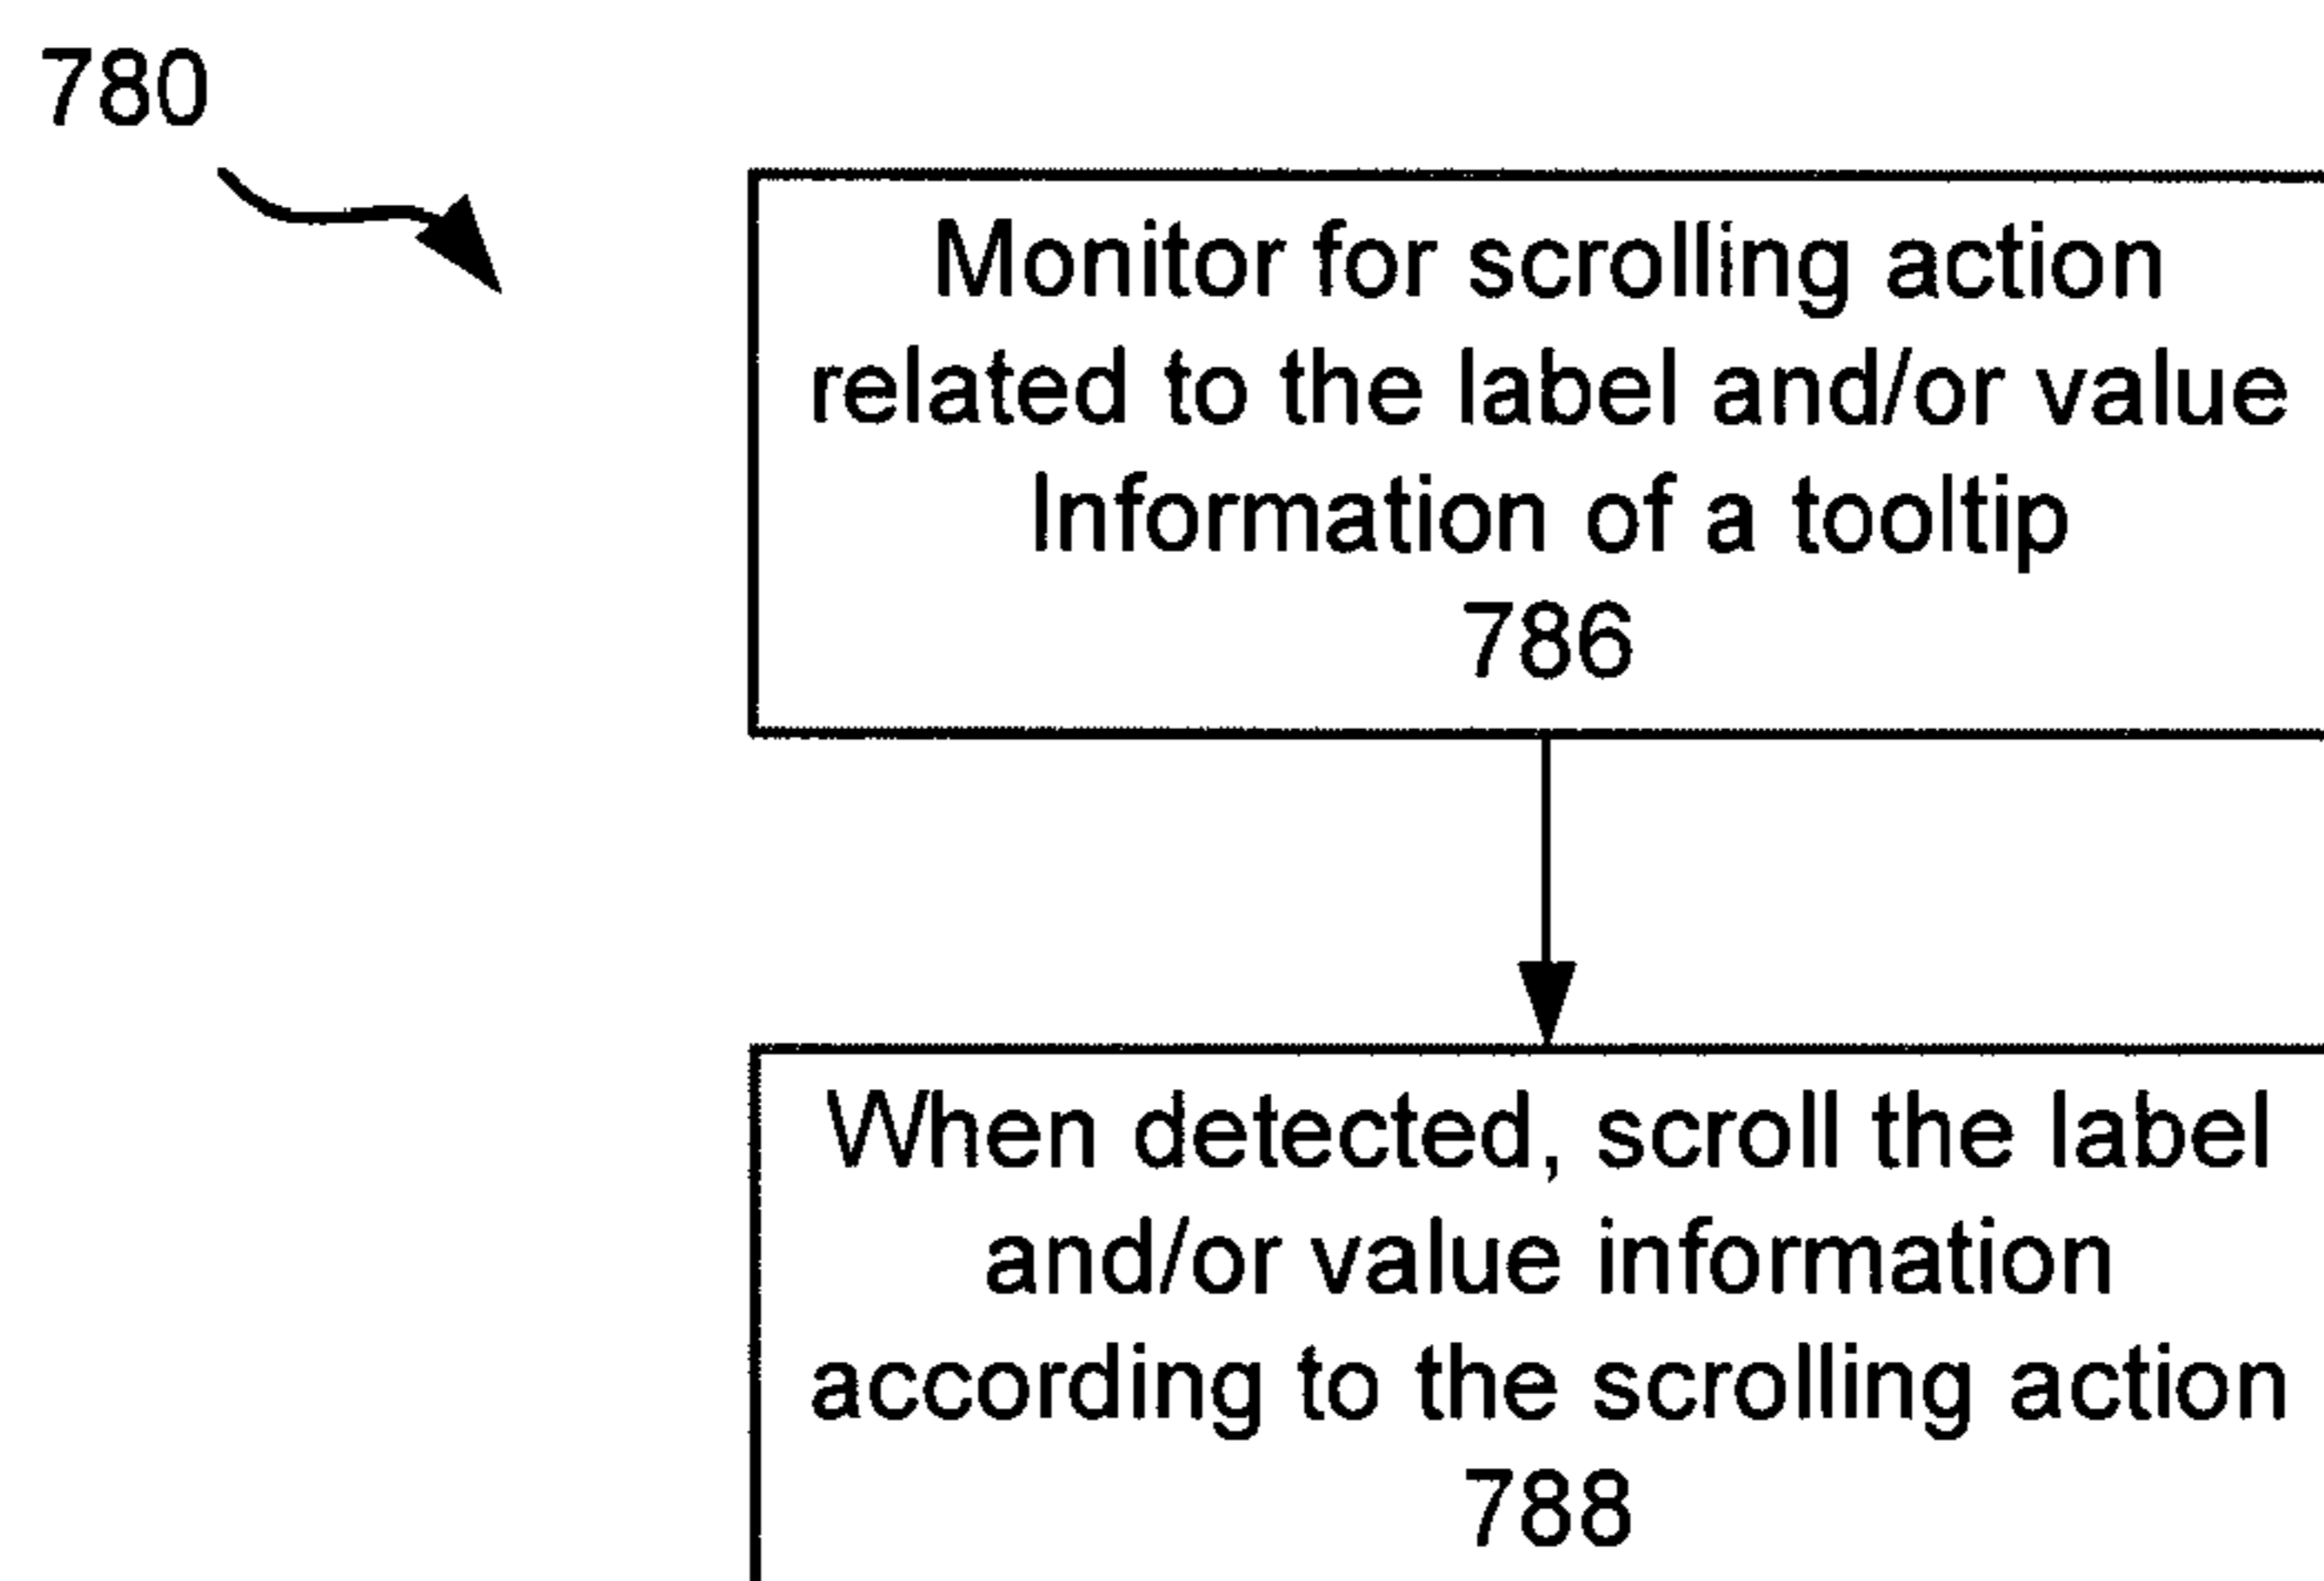 780
Monitor for scrolling action
related to the label and/or value
Information of a tooltip
786
When detected, scroll the label
and/or value information
according to the scrolling action
788